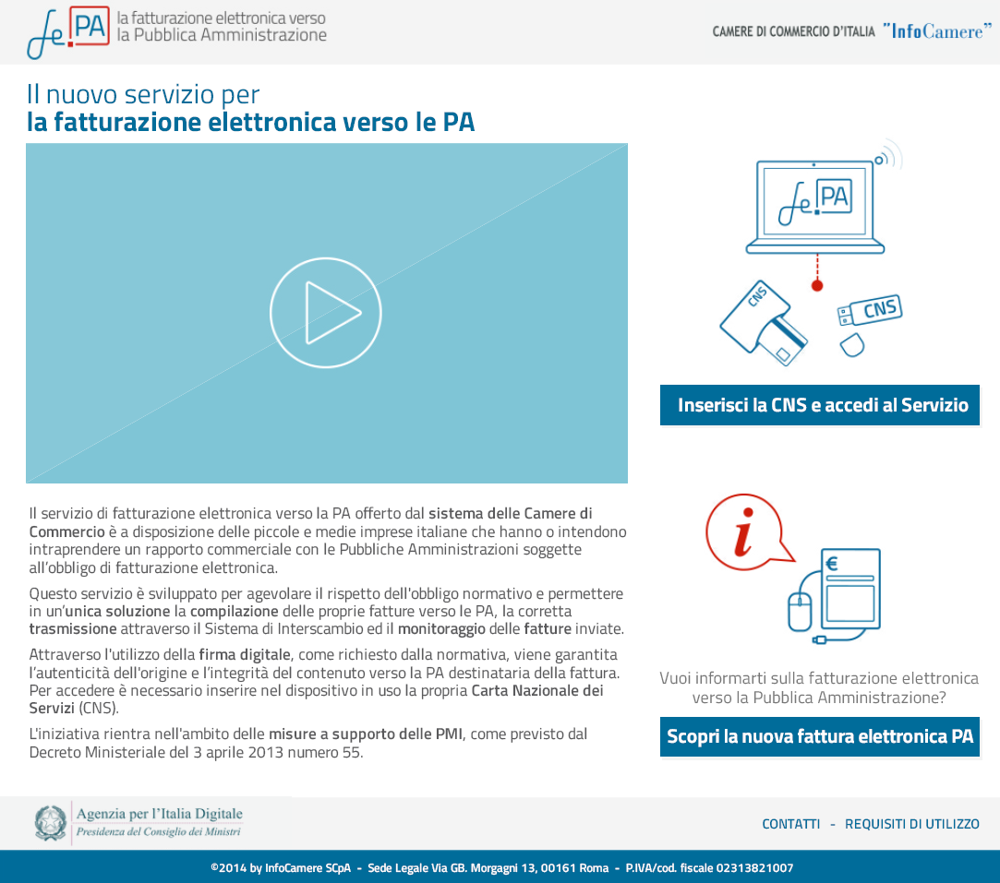 fe.PA
la fatturazione elettronica verso
la Pubblica Amministrazione
CAMERE DI COMMERCIO D'ITALIA
"InfoCamere"
Il nuovo servizio per
la fatturazione elettronica verso le PA
fe.PA
CNS
CNS
Inserisci la CNS e accedi al Servizio
Il servizio di fatturazione elettronica verso la PA offerto dal sistema delle Camere di
Commercio è a disposizione delle piccole e medie imprese italiane che hanno o intendono
intraprendere un rapporto commerciale con le Pubbliche Amministrazioni soggette
all’obbligo di fatturazione elettronica.
Questo servizio è sviluppato per agevolare il rispetto dell'obbligo normativo e permettere
in un’unica soluzione la compilazione delle proprie fatture verso le PA, la corretta
trasmissione attraverso il Sistema di Interscambio ed il monitoraggio delle fatture inviate.
Attraverso l'utilizzo della firma digitale, come richiesto dalla normativa, viene garantita
l’autenticità dell'origine e l’integrità del contenuto verso la PA destinataria della fattura.
Per accedere è necessario inserire nel dispositivo in uso la propria Carta Nazionale dei
Servizi (CNS).
L'iniziativa rientra nell'ambito delle misure a supporto delle PMI, come previsto dal
Decreto Ministeriale del 3 aprile 2013 numero 55.
i
€
Vuoi informarti sulla fatturazione elettronica
verso la Pubblica Amministrazione?
Scopri la nuova fattura elettronica PA
Agenzia per l’Italia Digitale
Presidenza del Consiglio dei Ministri
CONTATTI - REQUISITI DI UTILIZZO
©2014 by InfoCamere SCpA - Sede Legale Via GB. Morgagni 13, 00161 Roma - P.IVA/cod. fiscale 02313821007